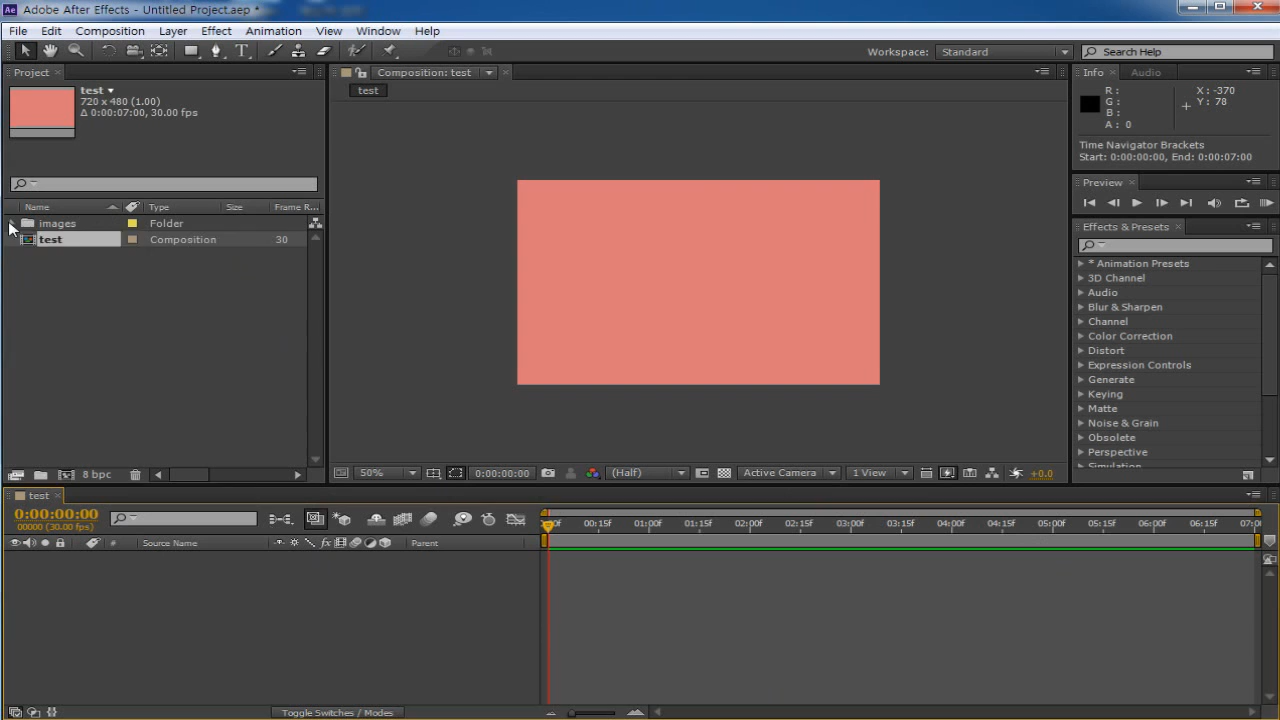 Ae Adobe After Effects - Untitled Project.aep *
File Edit Composition Layer Effect Animation View Window Help
T Workspace: Standard Search Help
Project × Composition: test × Info × Audio
test
720 x 480 (1.00)
Δ 0:00:07:00, 30.00 fps
test
R :
G :
B :
A : 0
X : -370
Y : 78
Time Navigator Brackets
Start: 0:00:00:00, End: 0:00:07:00
Preview ×
Name Type Size Frame R...
images Folder
test Composition 30
Effects & Presets ×
* Animation Presets
3D Channel
Audio
Blur & Sharpen
Channel
Color Correction
Distort
Expression Controls
Generate
Keying
Matte
Noise & Grain
Obsolete
Perspective
Simulation
8 bpc
50% 0:00:00:00 (Half) Active Camera 1 View +0.0
test ×
0:00:00:00
00000 (30.00 fps)
00f 00:15f 01:00f 01:15f 02:00f 02:15f 03:00f 03:15f 04:00f 04:15f 05:00f 05:15f 06:00f 06:15f 07:0
# Source Name fx Parent
Toggle Switches / Modes